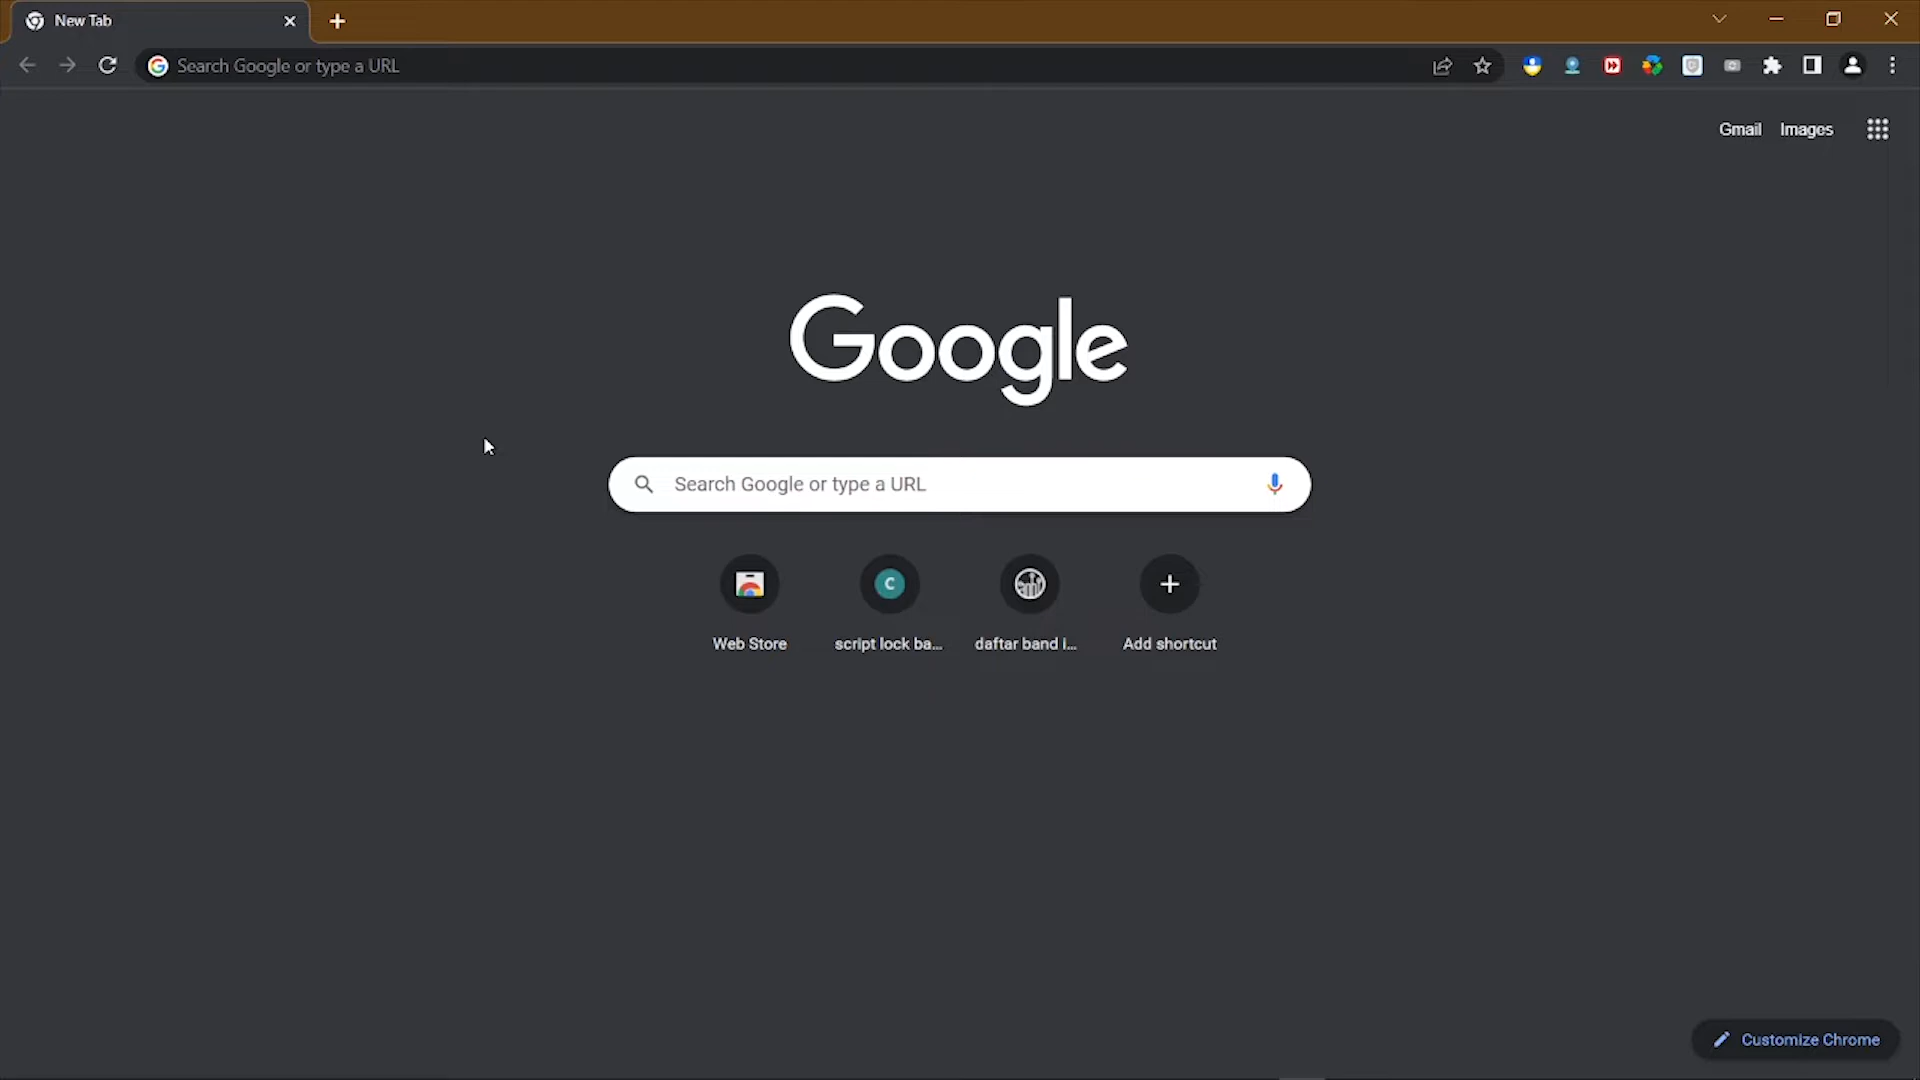 New Tab
Search Google or type a URL
Gmail Images
Google
Search Google or type a URL
C
Web Store script lock ba... daftar band i... Add shortcut
Customize Chrome